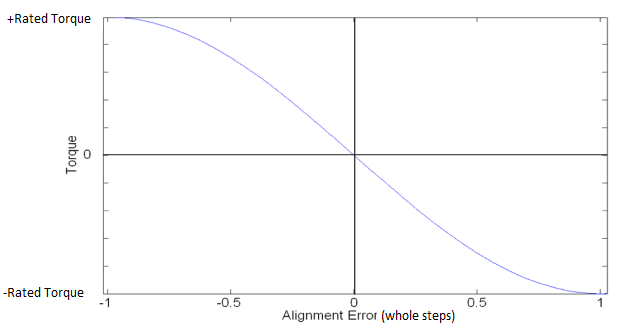 +Rated Torque
Torque
0
-Rated Torque
-1 -0.5 0 0.5 1
Alignment Error (whole steps)